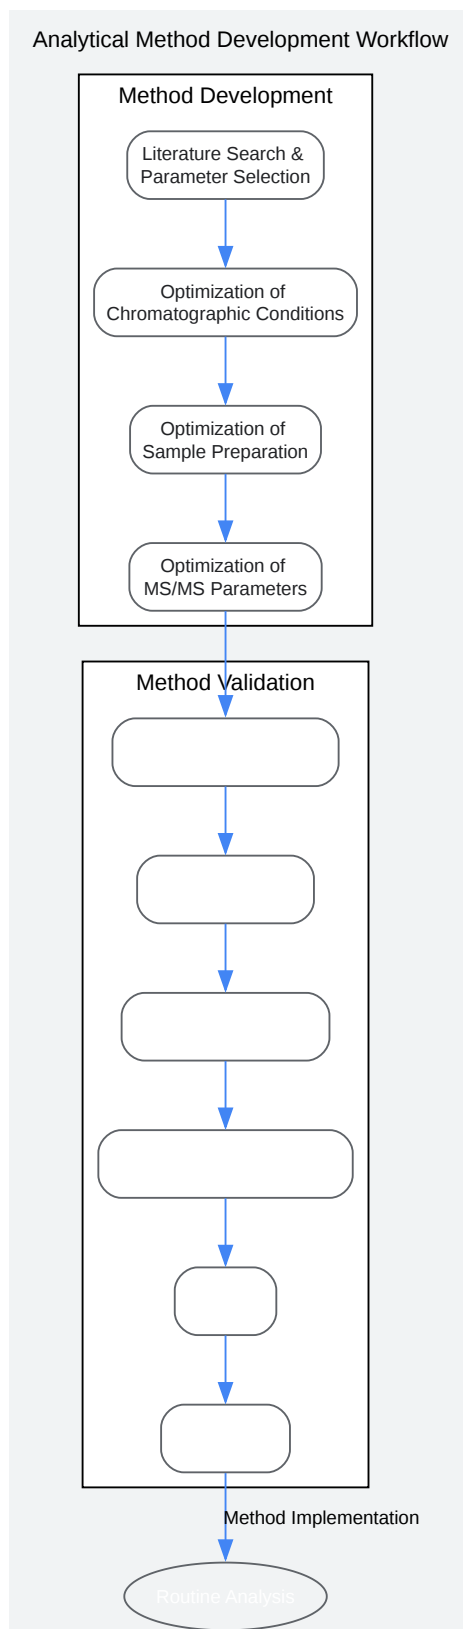 Analytical Method Development Workflow
Method Development
Literature Search &
Parameter Selection
Optimization of
Chromatographic Conditions
Optimization of
Sample Preparation
Optimization of
MS/MS Parameters
Method Validation
Method Implementation
Routine Analysis